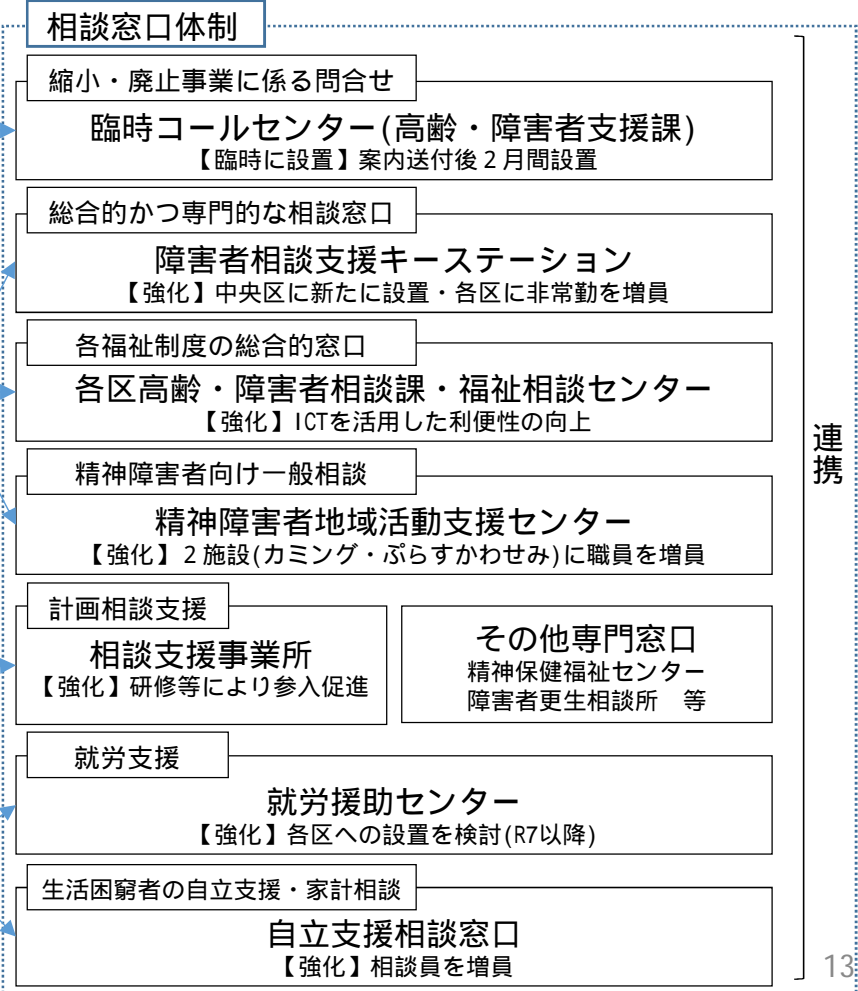 相談窓口体制
縮小・廃止事業に係る問合せ
臨時コールセンター(高齢・障害者支援課)
【臨時に設置】案内送付後２月間設置
総合的かつ専門的な相談窓口
障害者相談支援キーステーション
【強化】中央区に新たに設置・各区に非常勤を増員
各福祉制度の総合的窓口
各区高齢・障害者相談課・福祉相談センター
【強化】ICTを活用した利便性の向上
精神障害者向け一般相談
精神障害者地域活動支援センター
【強化】２施設(カミング・ぷらすかわせみ)に職員を増員
計画相談支援
相談支援事業所
【強化】研修等により参入促進
その他専門窓口
精神保健福祉センター
障害者更生相談所　等
就労支援
就労援助センター
【強化】各区への設置を検討(R7以降)
生活困窮者の自立支援・家計相談
自立支援相談窓口
【強化】相談員を増員
連携
13